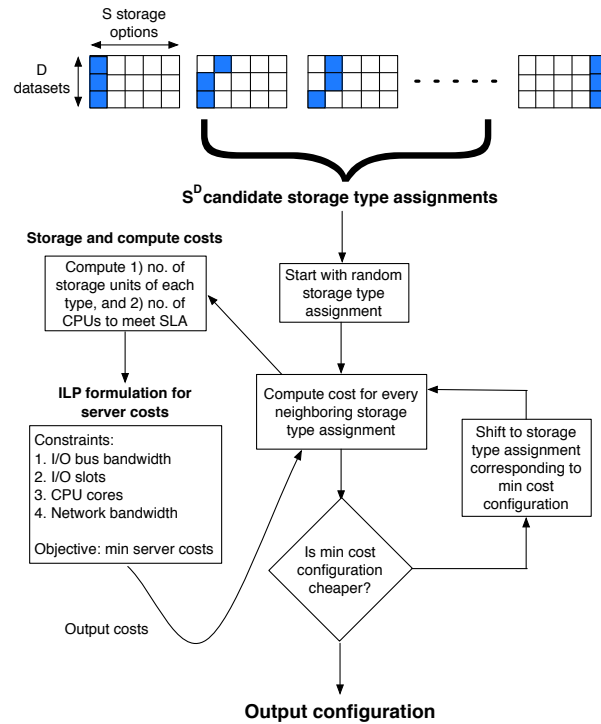 S storage
options
D
datasets
S^D candidate storage type assignments
Storage and compute costs
Compute 1) no. of
storage units of each
type, and 2) no. of
CPUs to meet SLA
Start with random
storage type
assignment
ILP formulation for
server costs
Constraints:
1. I/O bus bandwidth
2. I/O slots
3. CPU cores
4. Network bandwidth
Objective: min server costs
Compute cost for every
neighboring storage
type assignment
Shift to storage
type assignment
corresponding to
min cost
configuration
Is min cost
configuration
cheaper?
Output costs
Output configuration